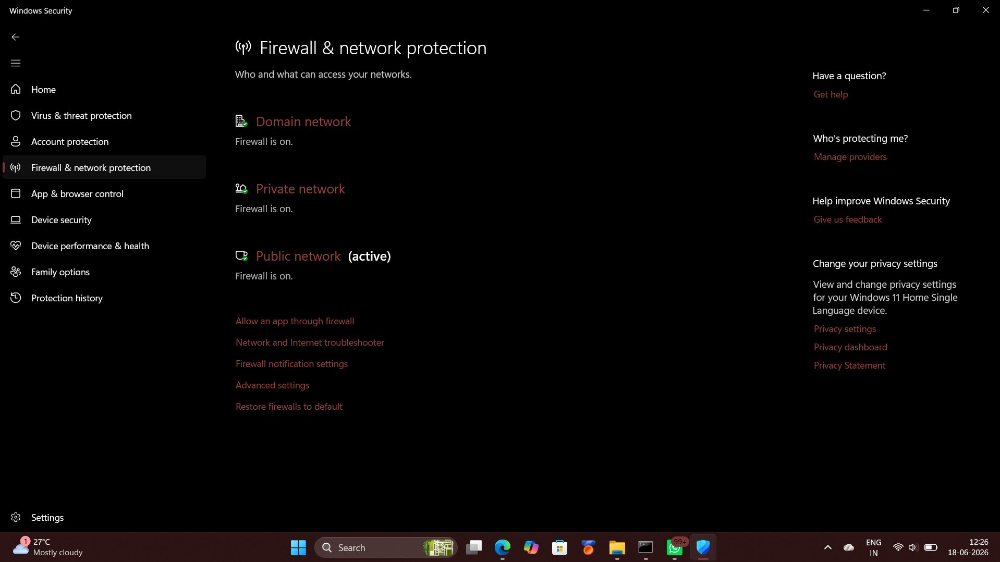 Windows Security
Home
Virus & threat protection
Account protection
Firewall & network protection
App & browser control
Device security
Device performance & health
Family options
Protection history
Settings
Firewall & network protection
Who and what can access your networks.
Domain network
Firewall is on.
Private network
Firewall is on.
Public network (active)
Firewall is on.
Allow an app through firewall
Network and Internet troubleshooter
Firewall notification settings
Advanced settings
Restore firewalls to default
Have a question?
Get help
Who's protecting me?
Manage providers
Help improve Windows Security
Give us feedback
Change your privacy settings
View and change privacy settings
for your Windows 11 Home Single
Language device.
Privacy settings
Privacy dashboard
Privacy Statement
1
27°C
Mostly cloudy
Search
99+
ENG
IN
12:26
18-06-2026